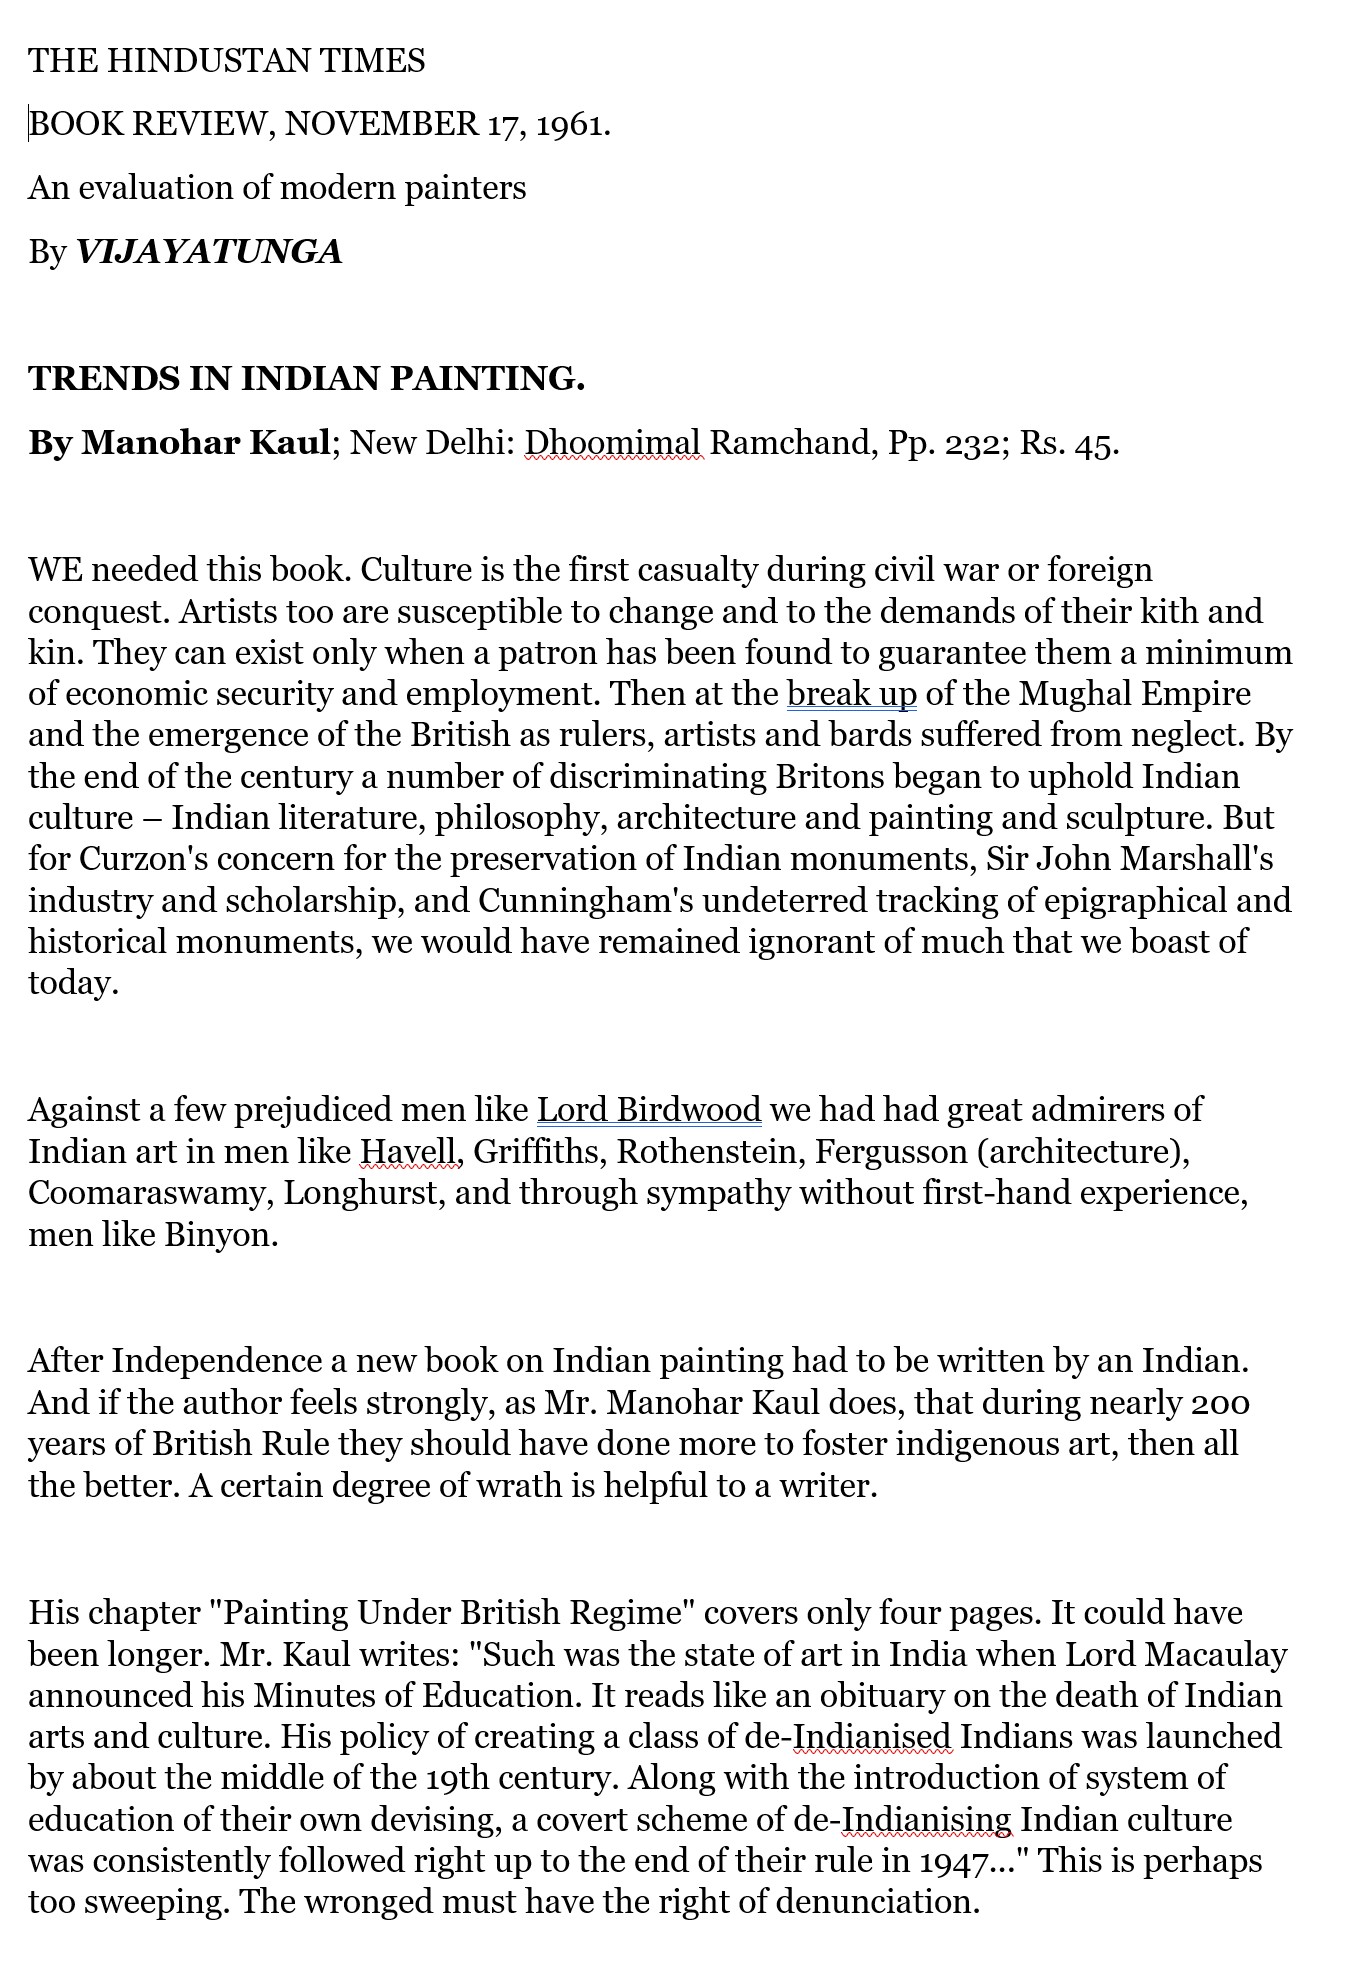 THE HINDUSTAN TIMES
BOOK REVIEW, NOVEMBER 17, 1961.
An evaluation of modern painters
By VIJAYATUNGA
TRENDS IN INDIAN PAINTING.
By Manohar Kaul; New Delhi: Dhoomimal Ramchand, Pp. 232; Rs. 45.
WE needed this book. Culture is the first casualty during civil war or foreign
conquest. Artists too are susceptible to change and to the demands of their kith and
kin. They can exist only when a patron has been found to guarantee them a minimum
of economic security and employment. Then at the break up of the Mughal Empire
and the emergence of the British as rulers, artists and bards suffered from neglect. By
the end of the century a number of discriminating Britons began to uphold Indian
culture – Indian literature, philosophy, architecture and painting and sculpture. But
for Curzon's concern for the preservation of Indian monuments, Sir John Marshall's
industry and scholarship, and Cunningham's undeterred tracking of epigraphical and
historical monuments, we would have remained ignorant of much that we boast of
today.
Against a few prejudiced men like Lord Birdwood we had had great admirers of
Indian art in men like Havell, Griffiths, Rothenstein, Fergusson (architecture),
Coomaraswamy, Longhurst, and through sympathy without first-hand experience,
men like Binyon.
After Independence a new book on Indian painting had to be written by an Indian.
And if the author feels strongly, as Mr. Manohar Kaul does, that during nearly 200
years of British Rule they should have done more to foster indigenous art, then all
the better. A certain degree of wrath is helpful to a writer.
His chapter "Painting Under British Regime" covers only four pages. It could have
been longer. Mr. Kaul writes: "Such was the state of art in India when Lord Macaulay
announced his Minutes of Education. It reads like an obituary on the death of Indian
arts and culture. His policy of creating a class of de-Indianised Indians was launched
by about the middle of the 19th century. Along with the introduction of system of
education of their own devising, a covert scheme of de-Indianising Indian culture
was consistently followed right up to the end of their rule in 1947..." This is perhaps
too sweeping. The wronged must have the right of denunciation.